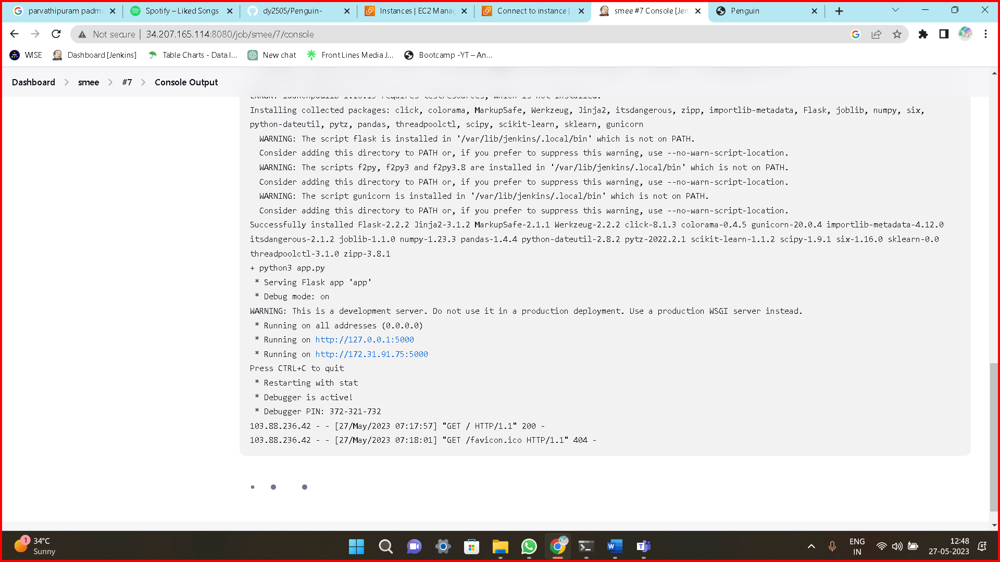 parvathipuram padma
Spotify – Liked Songs
dy2505/Penguin-
Instances | EC2 Manag
Connect to instance |
smee #7 Console [Jen
Penguin
Not secure | 34.207.165.114:8080/job/smee/7/console
WISE
Dashboard [Jenkins]
Table Charts - Data I...
New chat
Front Lines Media J...
Bootcamp -YT – An...
Dashboard > smee > #7 > Console Output
ERROR: launchpadlib 1.10.13 requires testresources, which is not installed.
Installing collected packages: click, colorama, MarkupSafe, Werkzeug, Jinja2, itsdangerous, zipp, importlib-metadata, Flask, joblib, numpy, six,
python-dateutil, pytz, pandas, threadpoolctl, scipy, scikit-learn, sklearn, gunicorn
WARNING: The script flask is installed in '/var/lib/jenkins/.local/bin' which is not on PATH.
Consider adding this directory to PATH or, if you prefer to suppress this warning, use --no-warn-script-location.
WARNING: The scripts f2py, f2py3 and f2py3.8 are installed in '/var/lib/jenkins/.local/bin' which is not on PATH.
Consider adding this directory to PATH or, if you prefer to suppress this warning, use --no-warn-script-location.
WARNING: The script gunicorn is installed in '/var/lib/jenkins/.local/bin' which is not on PATH.
Consider adding this directory to PATH or, if you prefer to suppress this warning, use --no-warn-script-location.
Successfully installed Flask-2.2.2 Jinja2-3.1.2 MarkupSafe-2.1.1 Werkzeug-2.2.2 click-8.1.3 colorama-0.4.5 gunicorn-20.0.4 importlib-metadata-4.12.0
itsdangerous-2.1.2 joblib-1.1.0 numpy-1.23.3 pandas-1.4.4 python-dateutil-2.8.2 pytz-2022.2.1 scikit-learn-1.1.2 scipy-1.9.1 six-1.16.0 sklearn-0.0
threadpoolctl-3.1.0 zipp-3.8.1
+ python3 app.py
* Serving Flask app 'app'
* Debug mode: on
WARNING: This is a development server. Do not use it in a production deployment. Use a production WSGI server instead.
* Running on all addresses (0.0.0.0)
* Running on http://127.0.0.1:5000
* Running on http://172.31.91.75:5000
Press CTRL+C to quit
* Restarting with stat
* Debugger is active!
* Debugger PIN: 372-321-732
103.88.236.42 - - [27/May/2023 07:17:57] "GET / HTTP/1.1" 200 -
103.88.236.42 - - [27/May/2023 07:18:01] "GET /favicon.ico HTTP/1.1" 404 -
1
34°C
Sunny
ENG
IN
12:48
27-05-2023